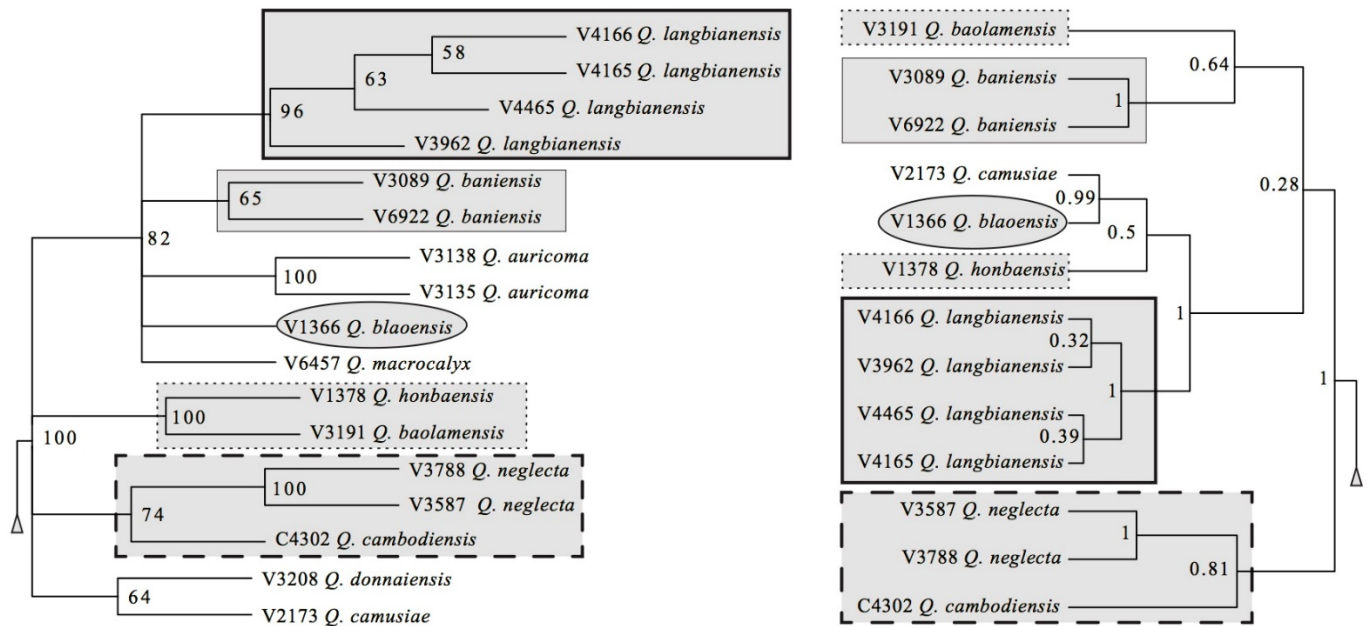 V4166 Q. langbianensis
58
V4165 Q. langbianensis
63
V4465 Q. langbianensis
96
V3962 Q. langbianensis
V3089 Q. baniensis
65
V6922 Q. baniensis
82
V3138 Q. auricoma
100
V3135 Q. auricoma
V1366 Q. blaoensis
V6457 Q. macrocalyx
V1378 Q. honbaensis
100
100
V3191 Q. baolamensis
V3788 Q. neglecta
100
V3587 Q. neglecta
74
C4302 Q. cambodiensis
V3208 Q. donnaiensis
64
V2173 Q. camusiae
V3191 Q. baolamensis
0.64
V3089 Q. baniensis
1
V6922 Q. baniensis
V2173 Q. camusiae
0.28
0.99
V1366 Q. blaoensis
0.5
V1378 Q. honbaensis
1
V4166 Q. langbianensis
0.32
V3962 Q. langbianensis
1
1
V4465 Q. langbianensis
0.39
V4165 Q. langbianensis
V3587 Q. neglecta
1
V3788 Q. neglecta
0.81
C4302 Q. cambodiensis